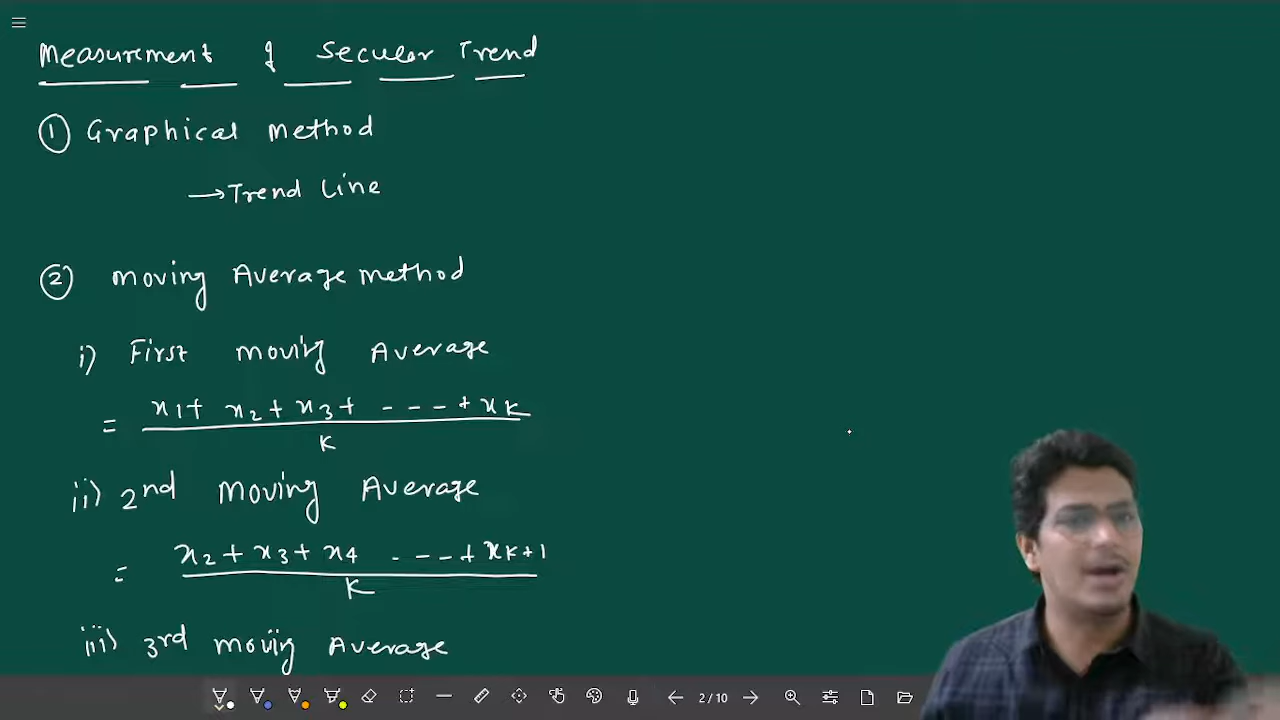 Measurement of Secular Trend
① Graphical Method
→ Trend Line
② Moving Average Method
i) First Moving Average
= x1 + x2 + x3 + - - - + xK
K
ii) 2nd Moving Average
= x2 + x3 + x4 - - - + xK+1
K
iii) 3rd Moving Average
2/10